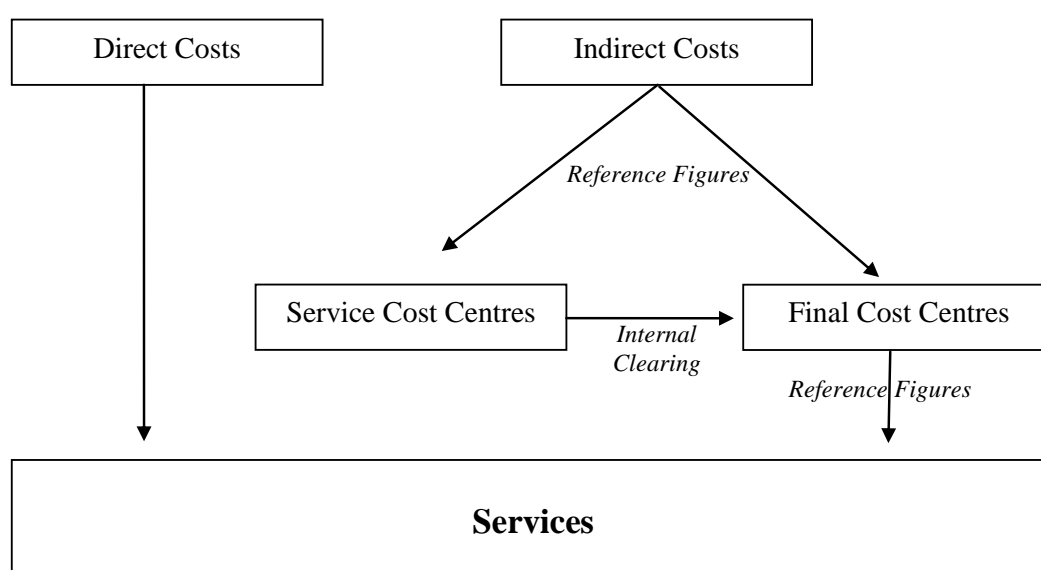 Direct Costs
Indirect Costs
Reference Figures
Service Cost Centres
Final Cost Centres
Internal
Clearing
Reference Figures
Services